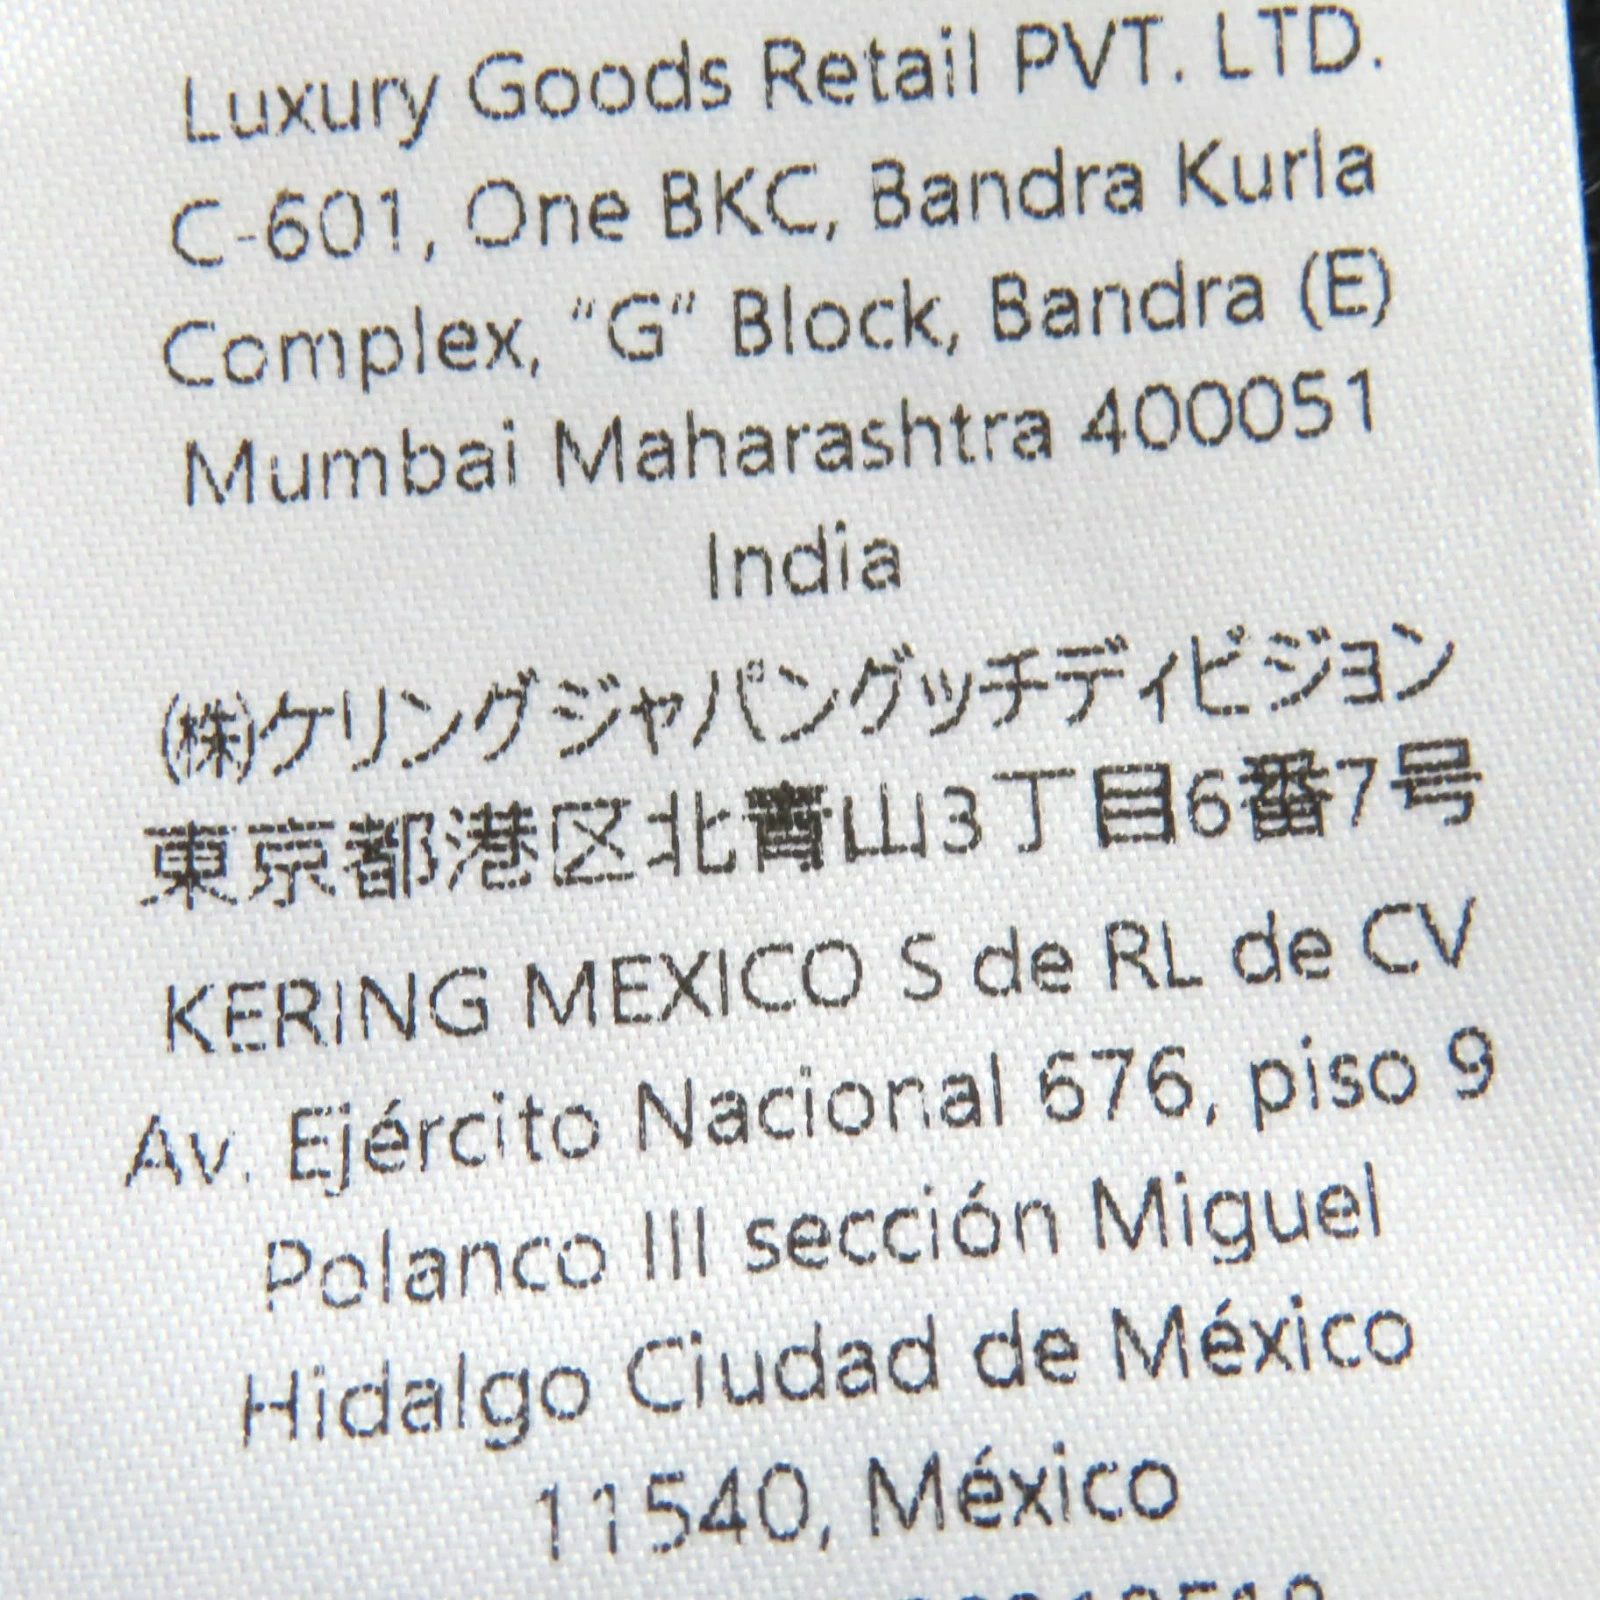 Luxury Goods Retail PVT. LTD.
C-601, One BKC, Bandra Kurla
Complex, "G" Block, Bandra (E)
Mumbai Maharashtra 400051
India
(株)ケリングジャパングッチディビジョン
東京都港区北青山3丁目6番7号
KERING MEXICO S de RL de CV
Av. Ejército Nacional 676, piso 9
Polanco III sección Miguel
Hidalgo Ciudad de México
11540, México